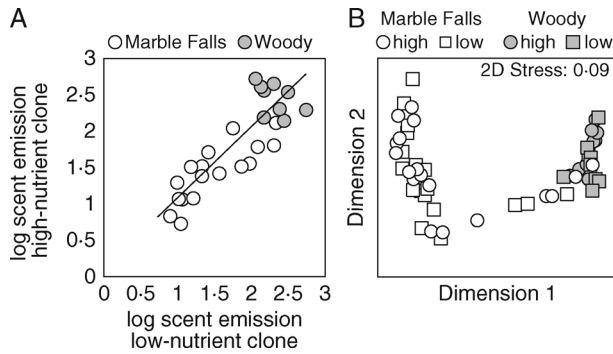 A
Marble Falls Woody
log scent emission
high-nutrient clone
3
2·5
2
1·5
1
0·5
0
0 0·5 1 1·5 2 2·5 3
log scent emission
low-nutrient clone
B
Marble Falls Woody
high low high low
2D Stress: 0·09
Dimension 2
Dimension 1